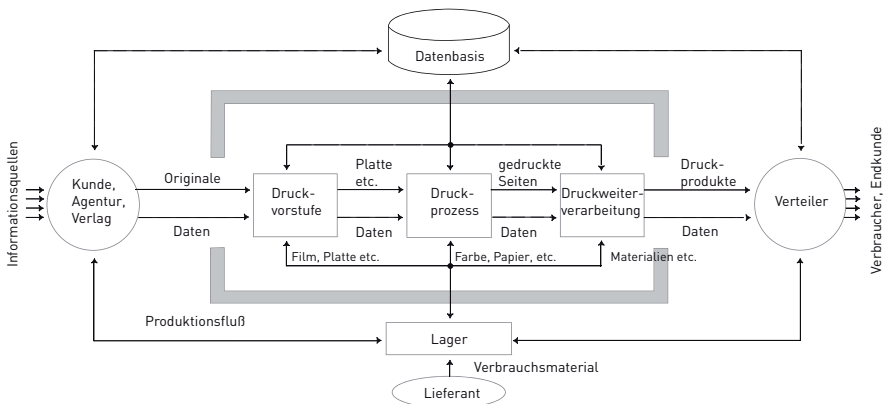 Datenbasis
Informationsquellen
Kunde,
Agentur,
Verlag
Originale
Daten
Druck-
vorstufe
Platte
etc.
Daten
Druck-
prozess
gedruckte
Seiten
Daten
Druckweiter-
verarbeitung
Druck-
produkte
Daten
Verteiler
Verbraucher, Endkunde
Film, Platte etc.
Farbe, Papier, etc.
Materialien etc.
Produktionsfluß
Lager
Verbrauchsmaterial
Lieferant